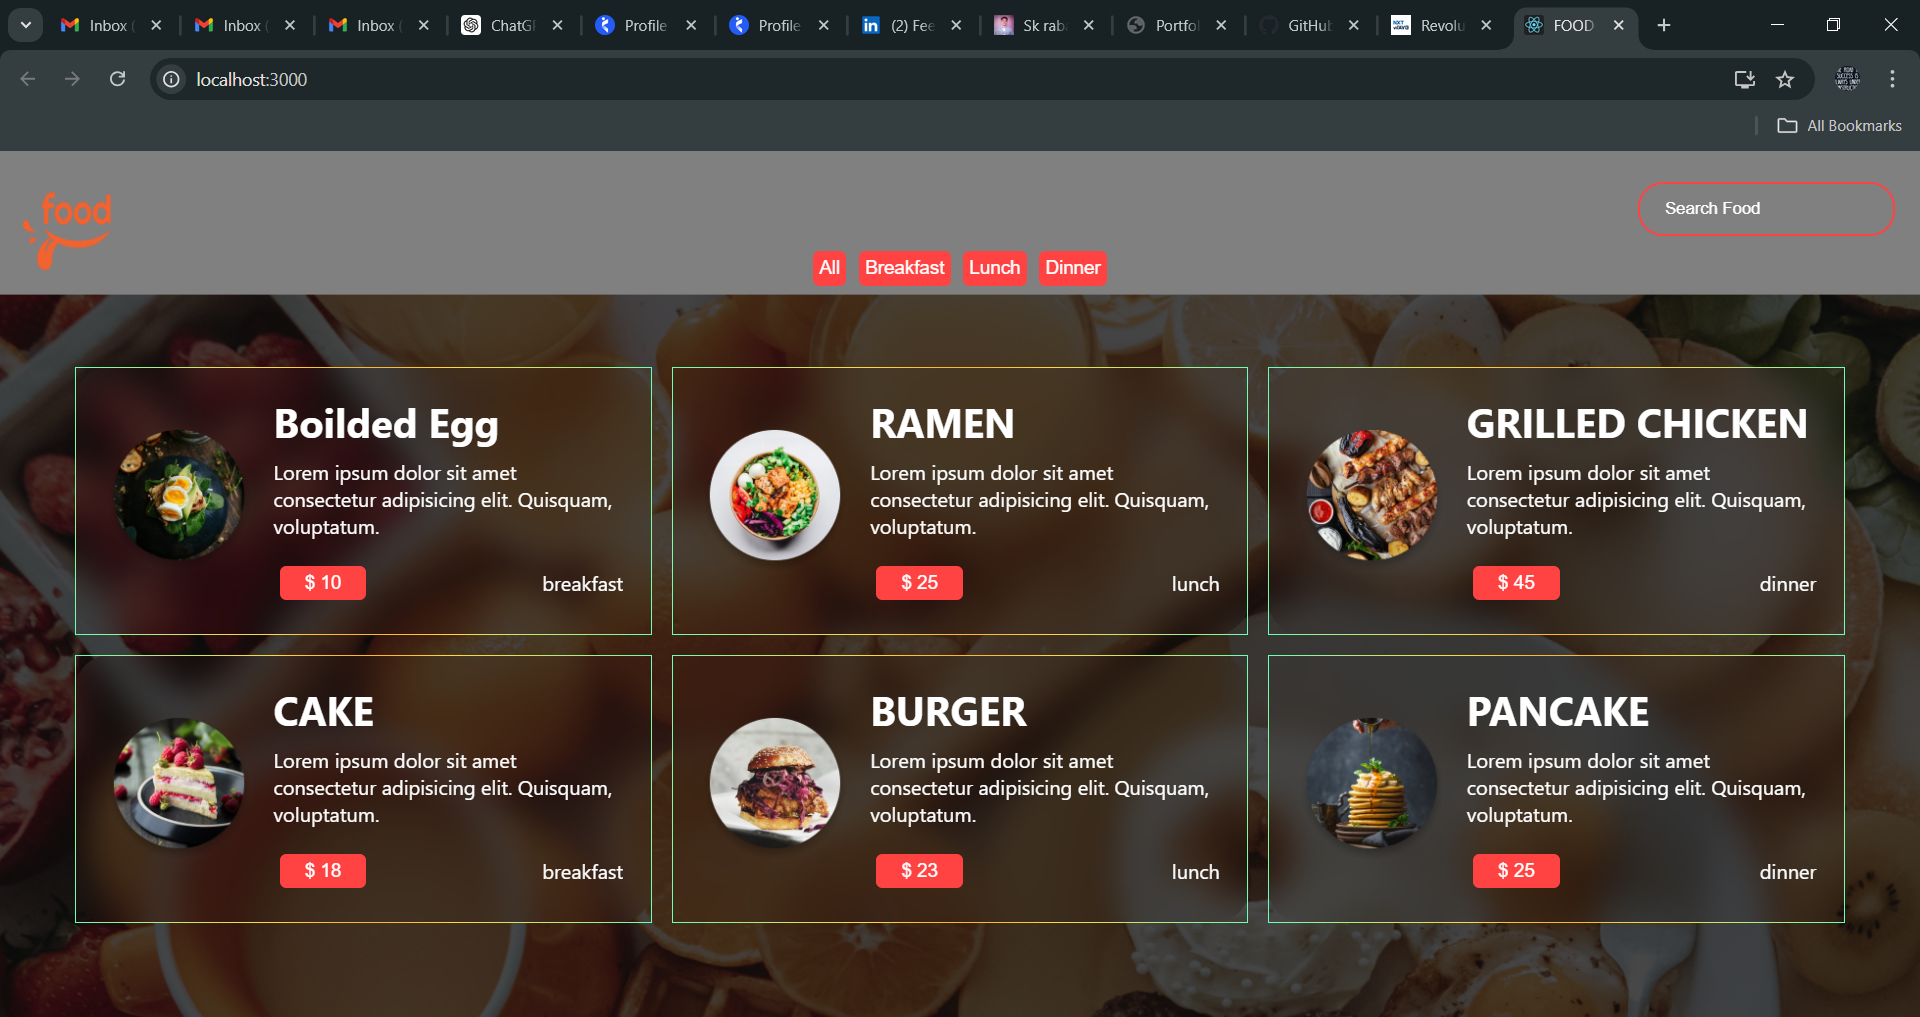 Inbox (
Inbox (
Inbox (
ChatG
Profile
Profile
(2) Fee
Sk rab
Portfol
GitHub
Revolu
FOOD
localhost:3000
All Bookmarks
food
Search Food
All Breakfast Lunch Dinner
Boilded Egg
Lorem ipsum dolor sit amet
consectetur adipisicing elit. Quisquam,
voluptatum.
$ 10
breakfast
RAMEN
Lorem ipsum dolor sit amet
consectetur adipisicing elit. Quisquam,
voluptatum.
$ 25
lunch
GRILLED CHICKEN
Lorem ipsum dolor sit amet
consectetur adipisicing elit. Quisquam,
voluptatum.
$ 45
dinner
CAKE
Lorem ipsum dolor sit amet
consectetur adipisicing elit. Quisquam,
voluptatum.
$ 18
breakfast
BURGER
Lorem ipsum dolor sit amet
consectetur adipisicing elit. Quisquam,
voluptatum.
$ 23
lunch
PANCAKE
Lorem ipsum dolor sit amet
consectetur adipisicing elit. Quisquam,
voluptatum.
$ 25
dinner